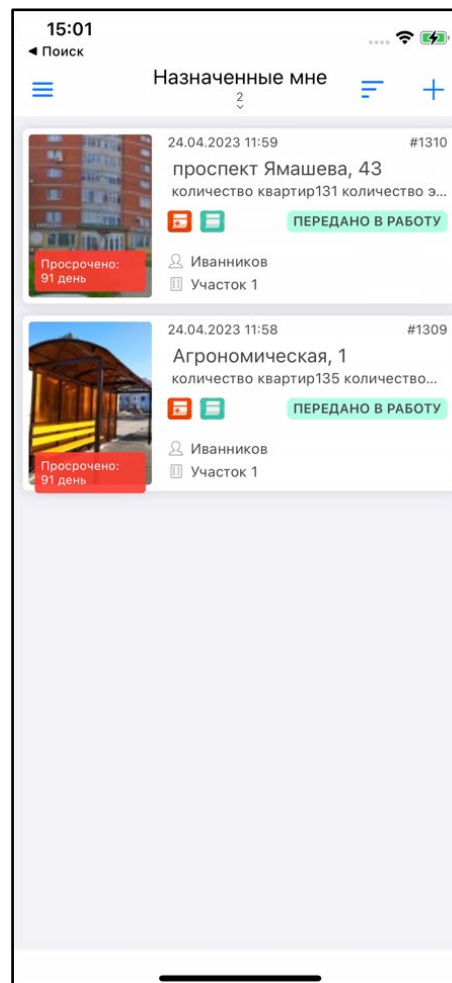 15:01
◀ Поиск
Назначенные мне
2
24.04.2023 11:59 #1310
проспект Ямашева, 43
количество квартир131 количество э...
ПЕРЕДАНО В РАБОТУ
Просрочено:
91 день
Иванников
Участок 1
24.04.2023 11:58 #1309
Агрономическая, 1
количество квартир135 количество...
ПЕРЕДАНО В РАБОТУ
Просрочено:
91 день
Иванников
Участок 1